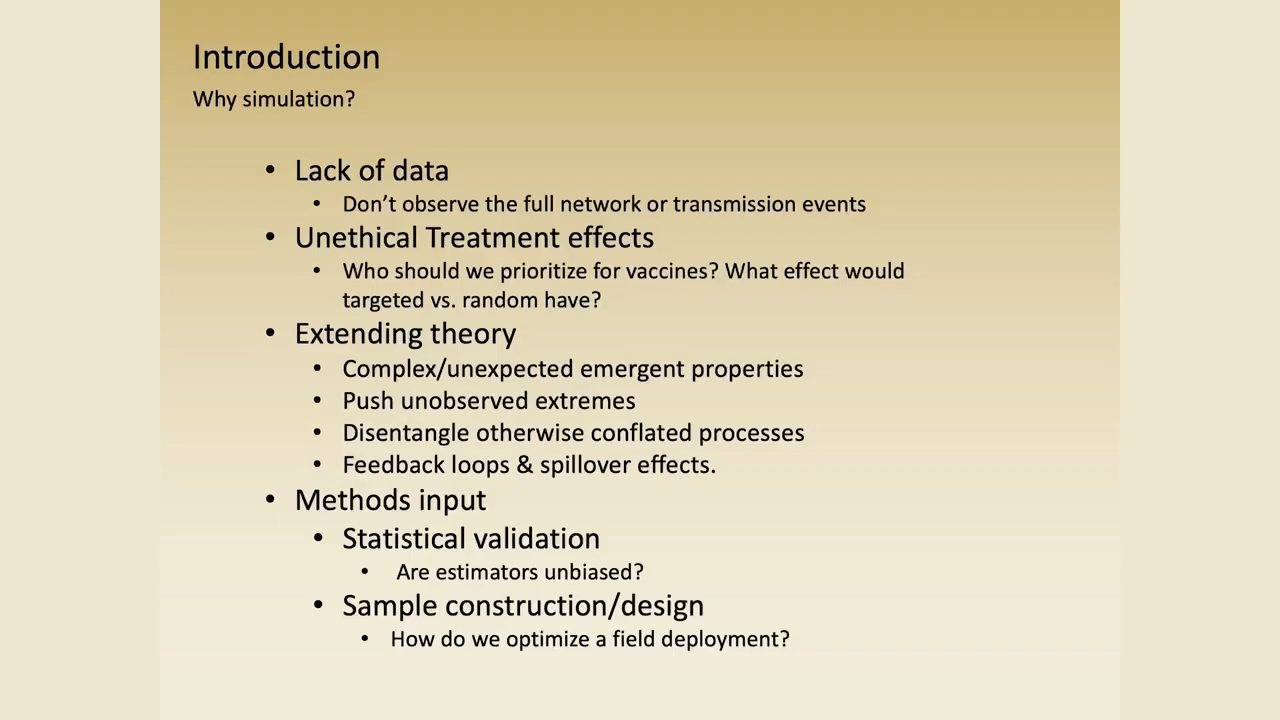 Introduction
Why simulation?
• Lack of data
• Don’t observe the full network or transmission events
• Unethical Treatment effects
• Who should we prioritize for vaccines? What effect would
targeted vs. random have?
• Extending theory
• Complex/unexpected emergent properties
• Push unobserved extremes
• Disentangle otherwise conflated processes
• Feedback loops & spillover effects.
• Methods input
• Statistical validation
• Are estimators unbiased?
• Sample construction/design
• How do we optimize a field deployment?